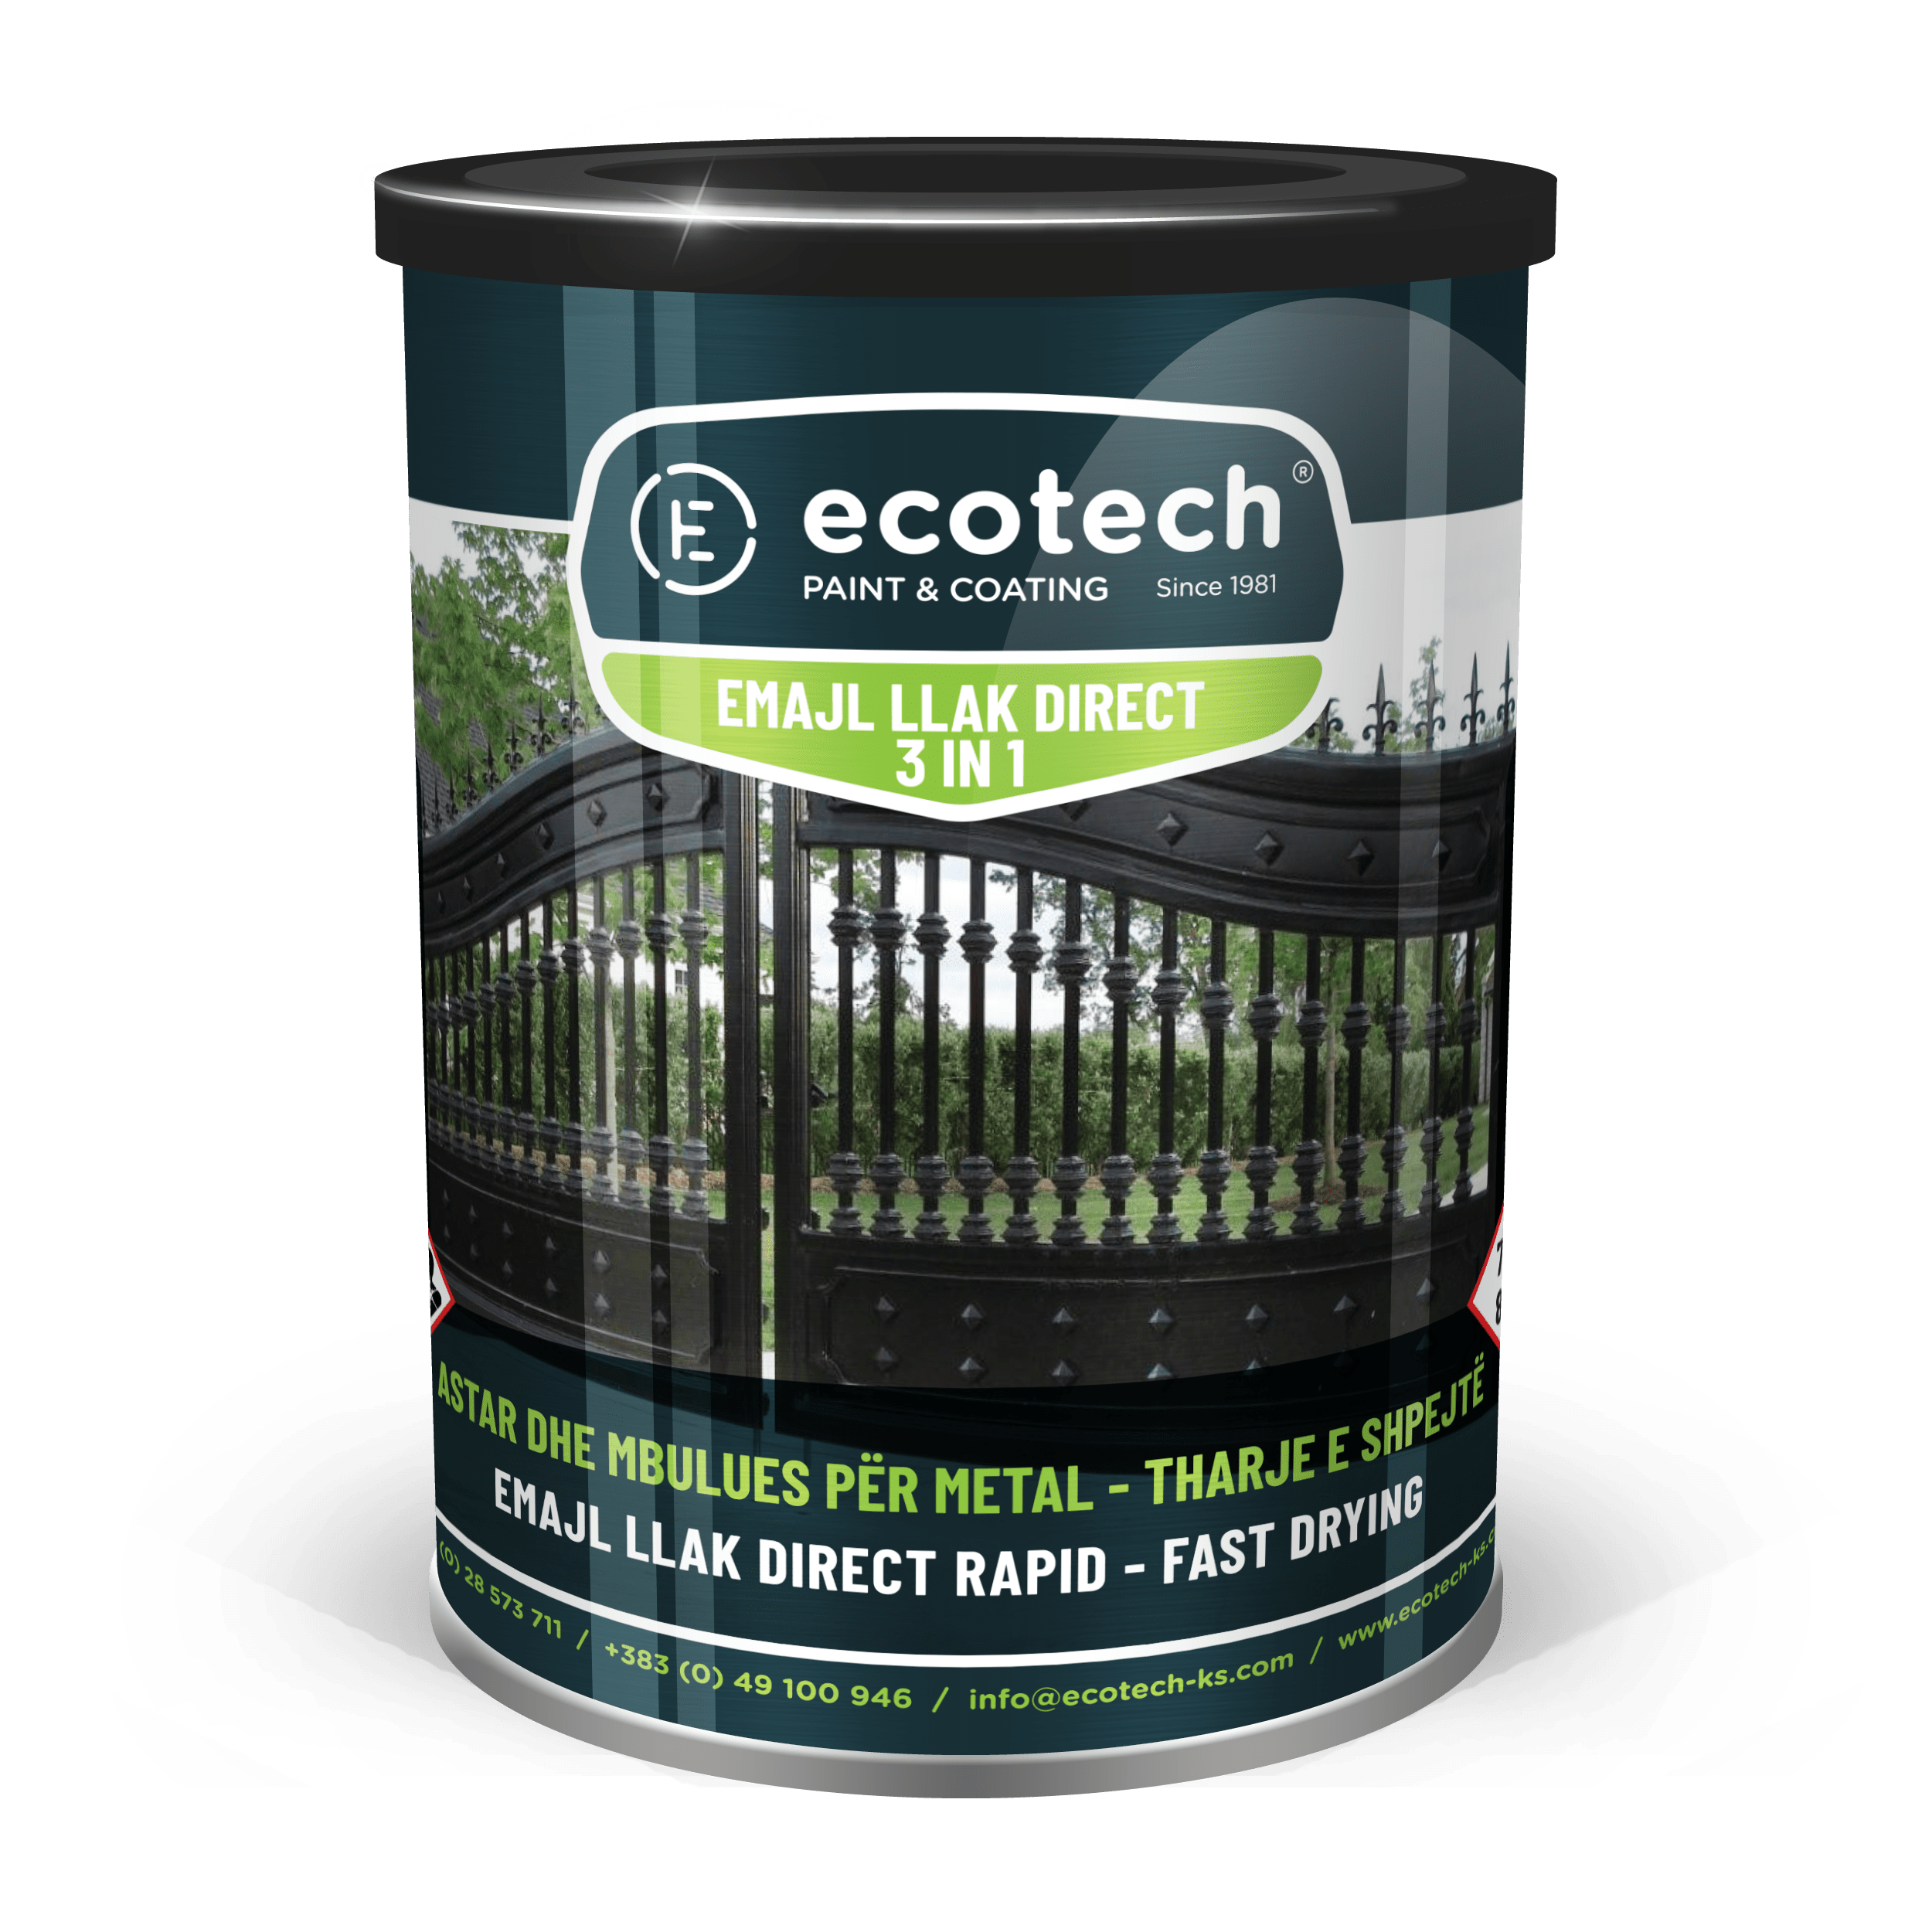 ecotech®
PAINT & COATING Since 1981
EMAJL LLAK DIRECT
3 IN 1
ASTAR DHE MBULUES PËR METAL - THARJE E SHPEJTË
EMAJL LLAK DIRECT RAPID - FAST DRYING
(0) 28 573 711 / +383 (0) 49 100 946 / info@ecotech-ks.com / www.ecotech-ks.c